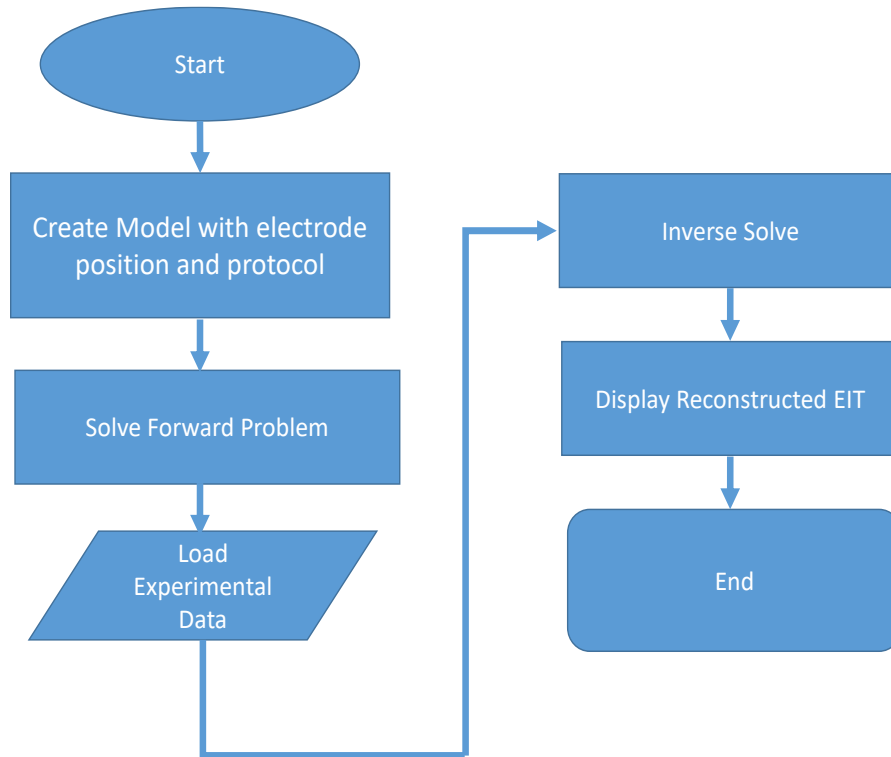 Start
Create Model with electrode
position and protocol
Solve Forward Problem
Load
Experimental
Data
Inverse Solve
Display Reconstructed EIT
End